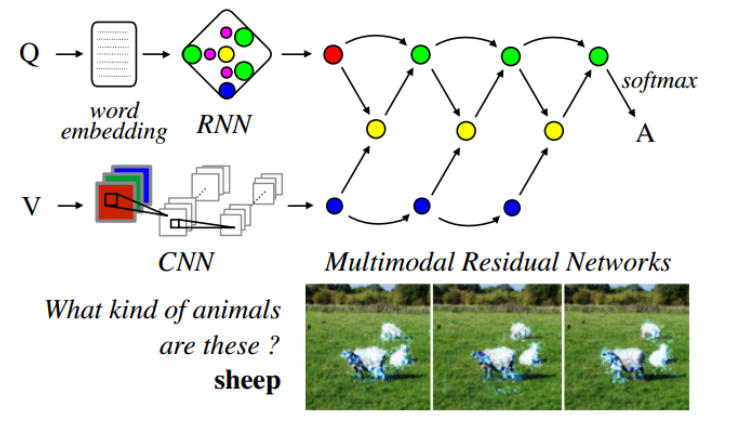 Q
word
embedding
RNN
softmax
A
V
CNN
Multimodal Residual Networks
What kind of animals
are these ?
sheep